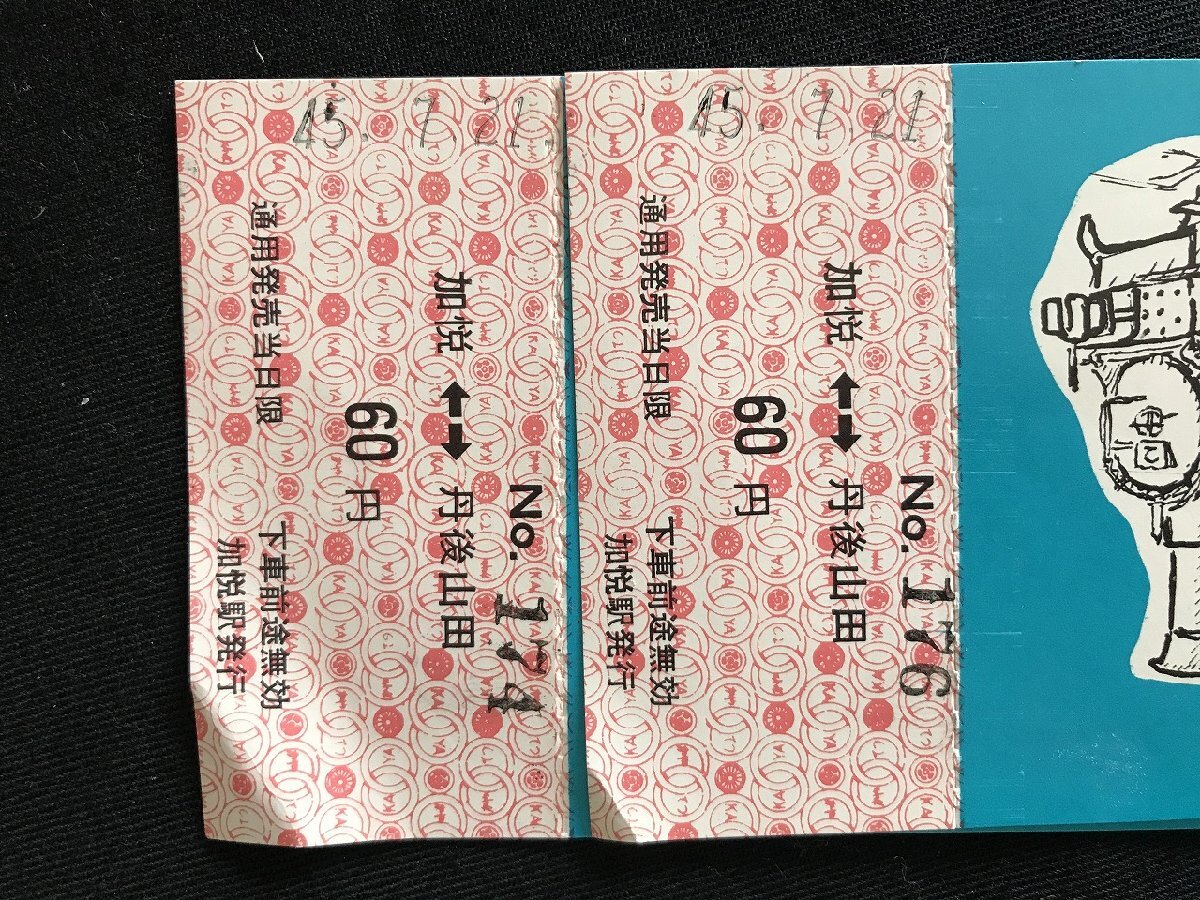 45. 7. 21.
No. 174
加悦 ↔ 丹後山田
60 円
通用発売当日限
下車前途無効
加悦駅発行
45. 7. 21
No. 176
加悦 ↔ 丹後山田
60 円
通用発売当日限
下車前途無効
加悦駅発行